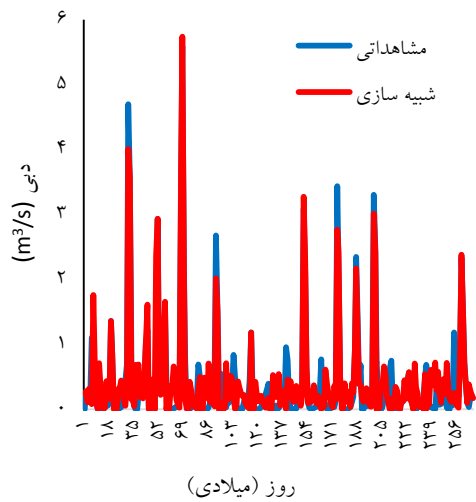 ۶
۵
۴
۳
۲
۱
۰
دبی (m³/s)
مشاهداتی
شبیه سازی
۱ ۱۸ ۳۵ ۵۲ ۶۹ ۸۶ ۱۰۳ ۱۲۰ ۱۳۷ ۱۵۴ ۱۷۱ ۱۸۸ ۲۰۵ ۲۲۲ ۲۳۹ ۲۵۶
روز (میلادی)